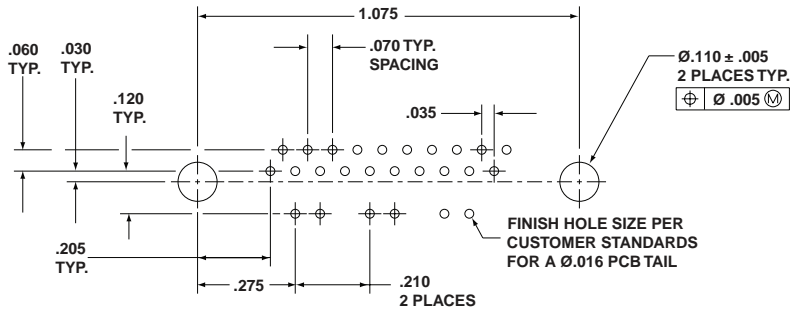 1.075
.060
TYP.
.030
TYP.
.070 TYP.
SPACING
Ø.110 ± .005
2 PLACES TYP.
⌖ Ø .005 Ⓜ
.120
TYP.
.035
.205
TYP.
FINISH HOLE SIZE PER
CUSTOMER STANDARDS
FOR A Ø.016 PCB TAIL
.275
.210
2 PLACES